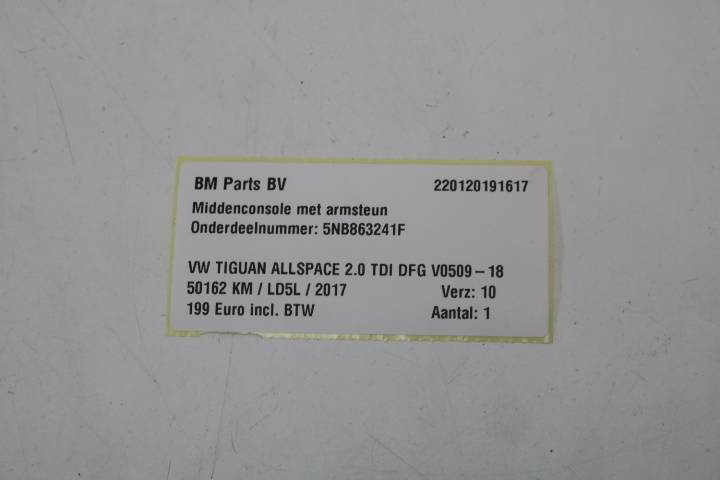 BM Parts BV 220120191617
Middenconsole met armsteun
Onderdeelnummer: 5NB863241F
VW TIGUAN ALLSPACE 2.0 TDI DFG V0509 – 18
50162 KM / LD5L / 2017 Verz: 10
199 Euro incl. BTW Aantal: 1